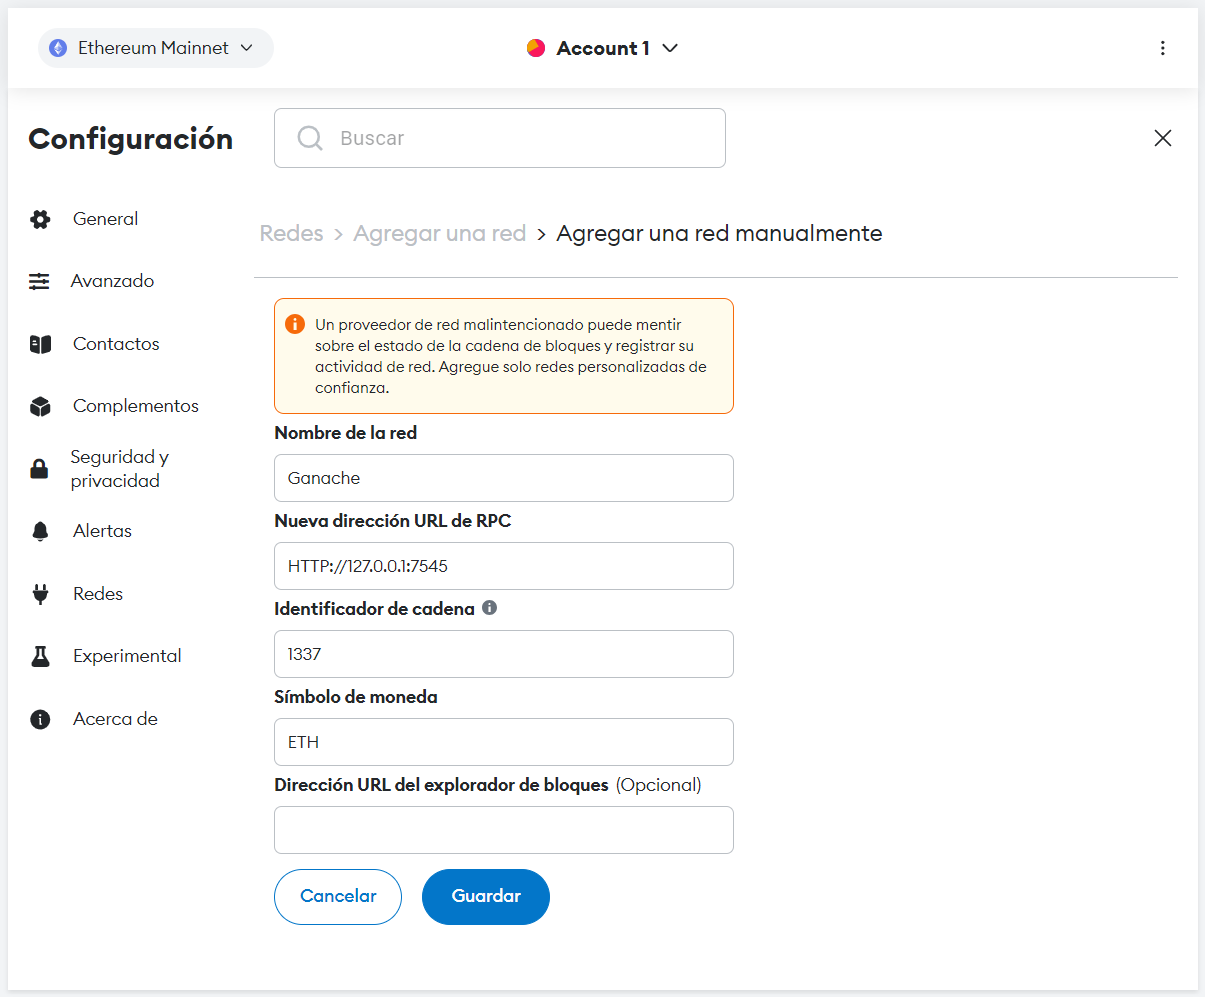 Ethereum Mainnet
Account 1
Configuración
Buscar
General
Avanzado
Contactos
Complementos
Seguridad y
privacidad
Alertas
Redes
Experimental
Acerca de
Redes > Agregar una red > Agregar una red manualmente
Un proveedor de red malintencionado puede mentir
sobre el estado de la cadena de bloques y registrar su
actividad de red. Agregue solo redes personalizadas de
confianza.
Nombre de la red
Ganache
Nueva dirección URL de RPC
HTTP://127.0.0.1:7545
Identificador de cadena
1337
Símbolo de moneda
ETH
Dirección URL del explorador de bloques (Opcional)
Cancelar
Guardar